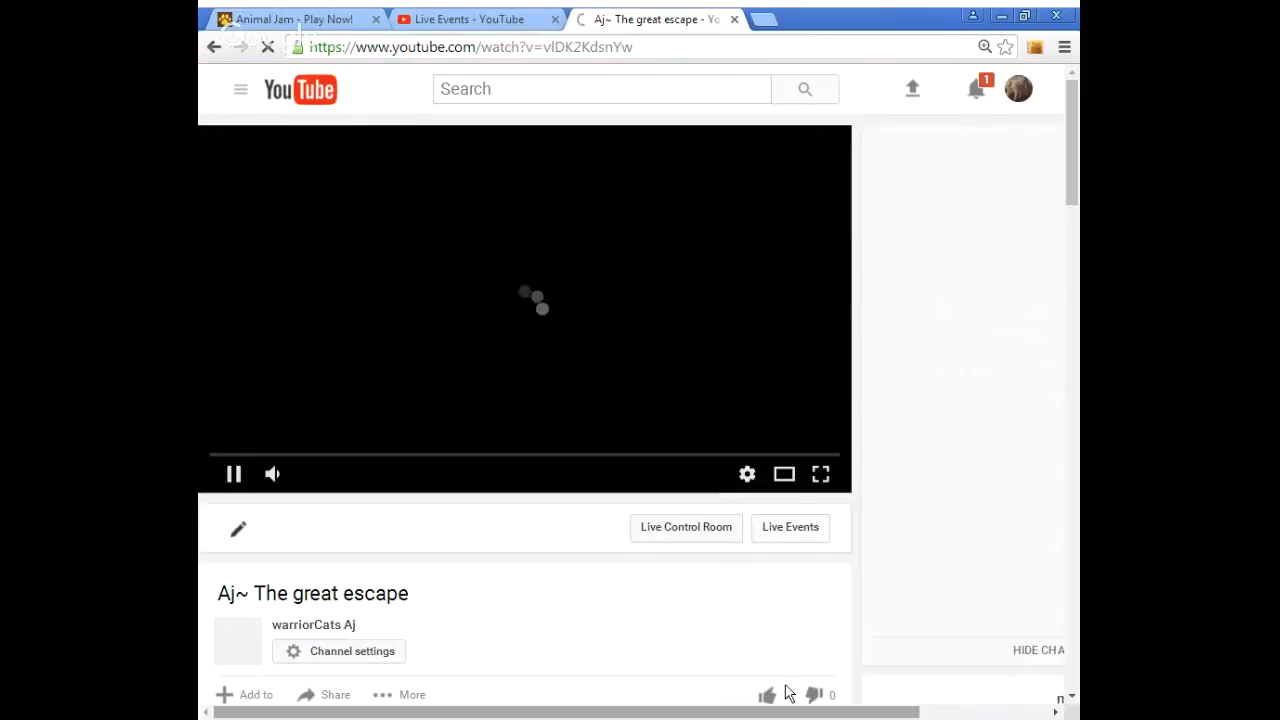 Animal Jam - Play Now!
Live Events - YouTube
Aj~ The great escape - Yo
https://www.youtube.com/watch?v=vlDK2KdsnYw
YouTube
Search
1
Live Control Room
Live Events
Aj~ The great escape
warriorCats Aj
Channel settings
HIDE CHA
Add to
Share
More
0